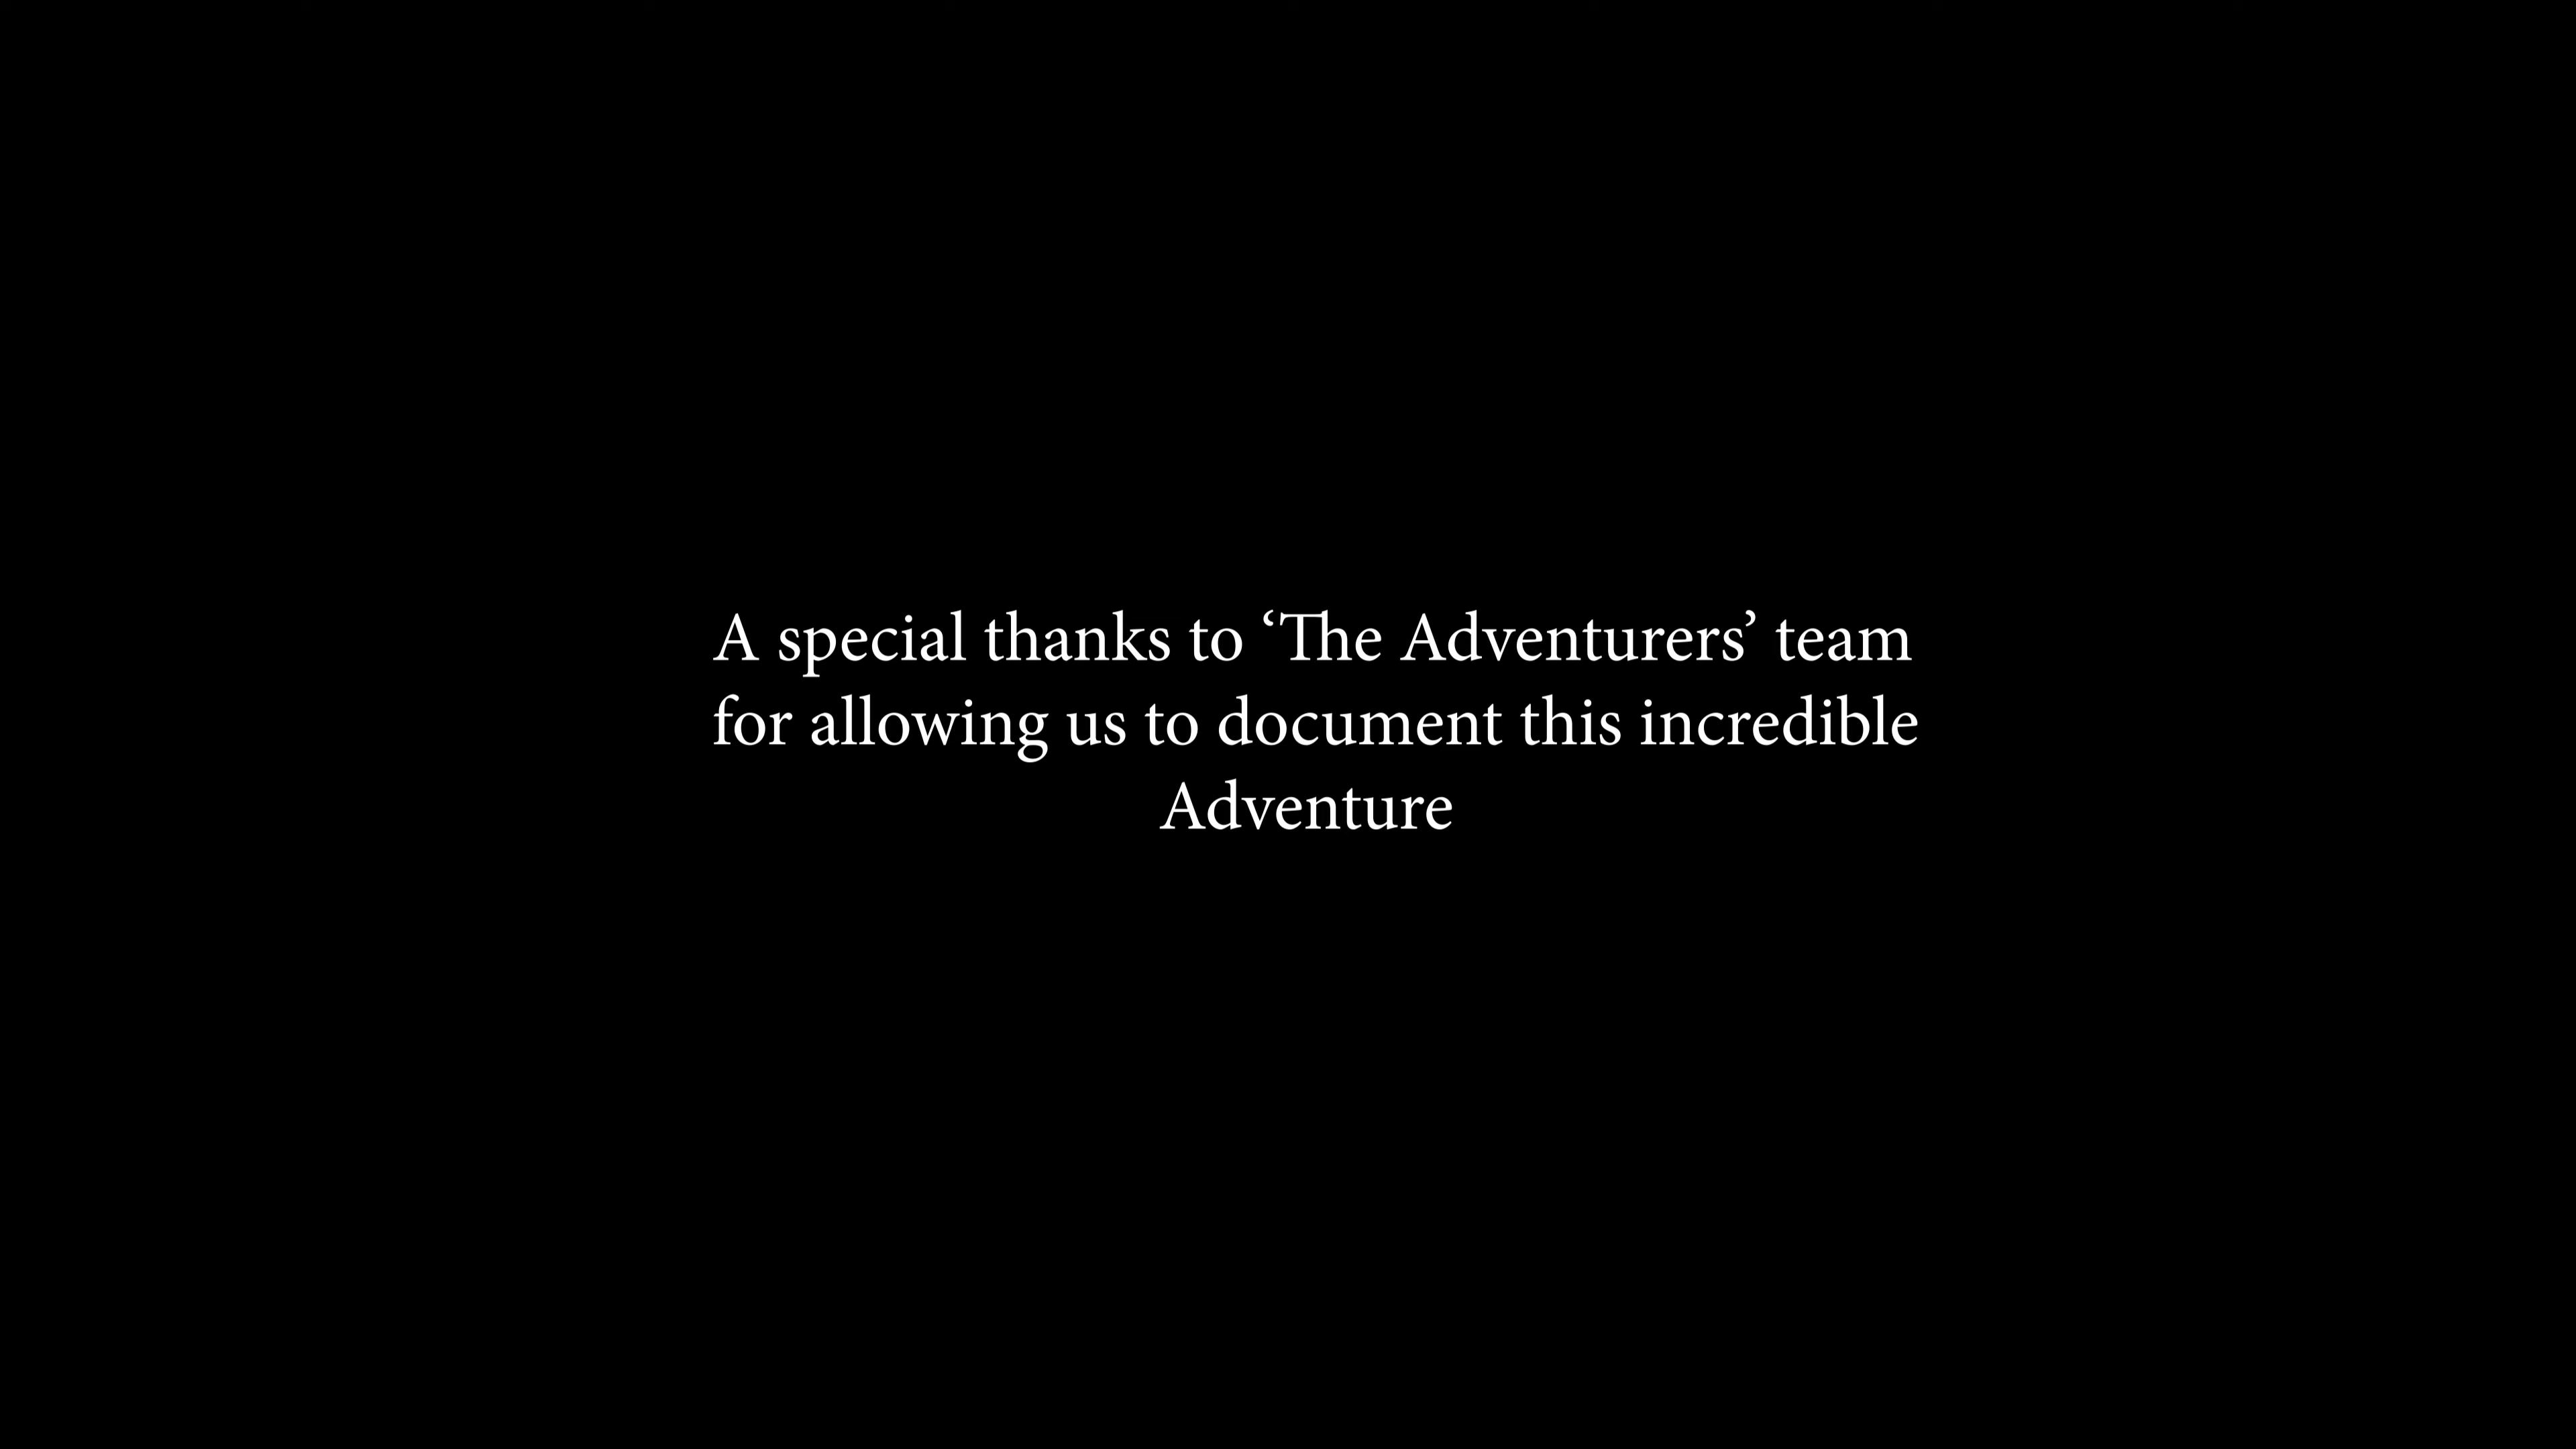 A special thanks to ‘The Adventurers’ team
for allowing us to document this incredible
Adventure